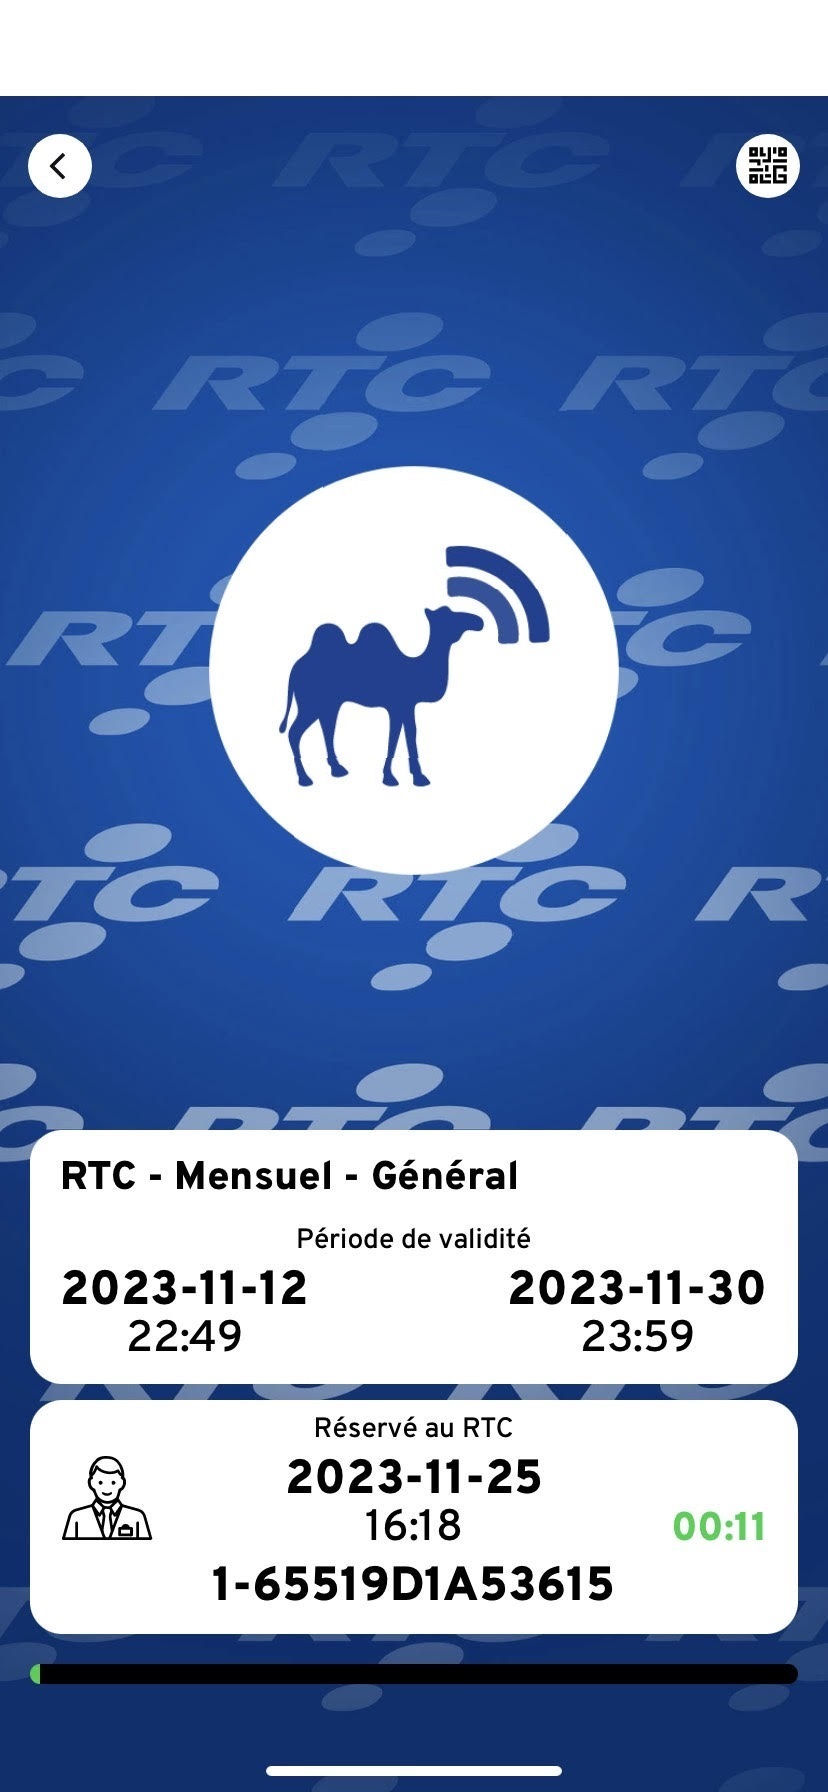 RTC
RTC RTC
RTC RTC
RTC RTC R
RTC - Mensuel - Général
Période de validité
2023-11-12 2023-11-30
22:49 23:59
Réservé au RTC
2023-11-25
16:18 00:11
1-65519D1A53615